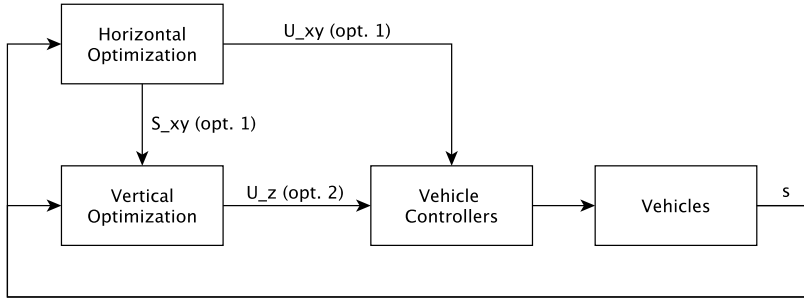 Horizontal
Optimization
U_xy (opt. 1)
S_xy (opt. 1)
Vertical
Optimization
U_z (opt. 2)
Vehicle
Controllers
Vehicles
s